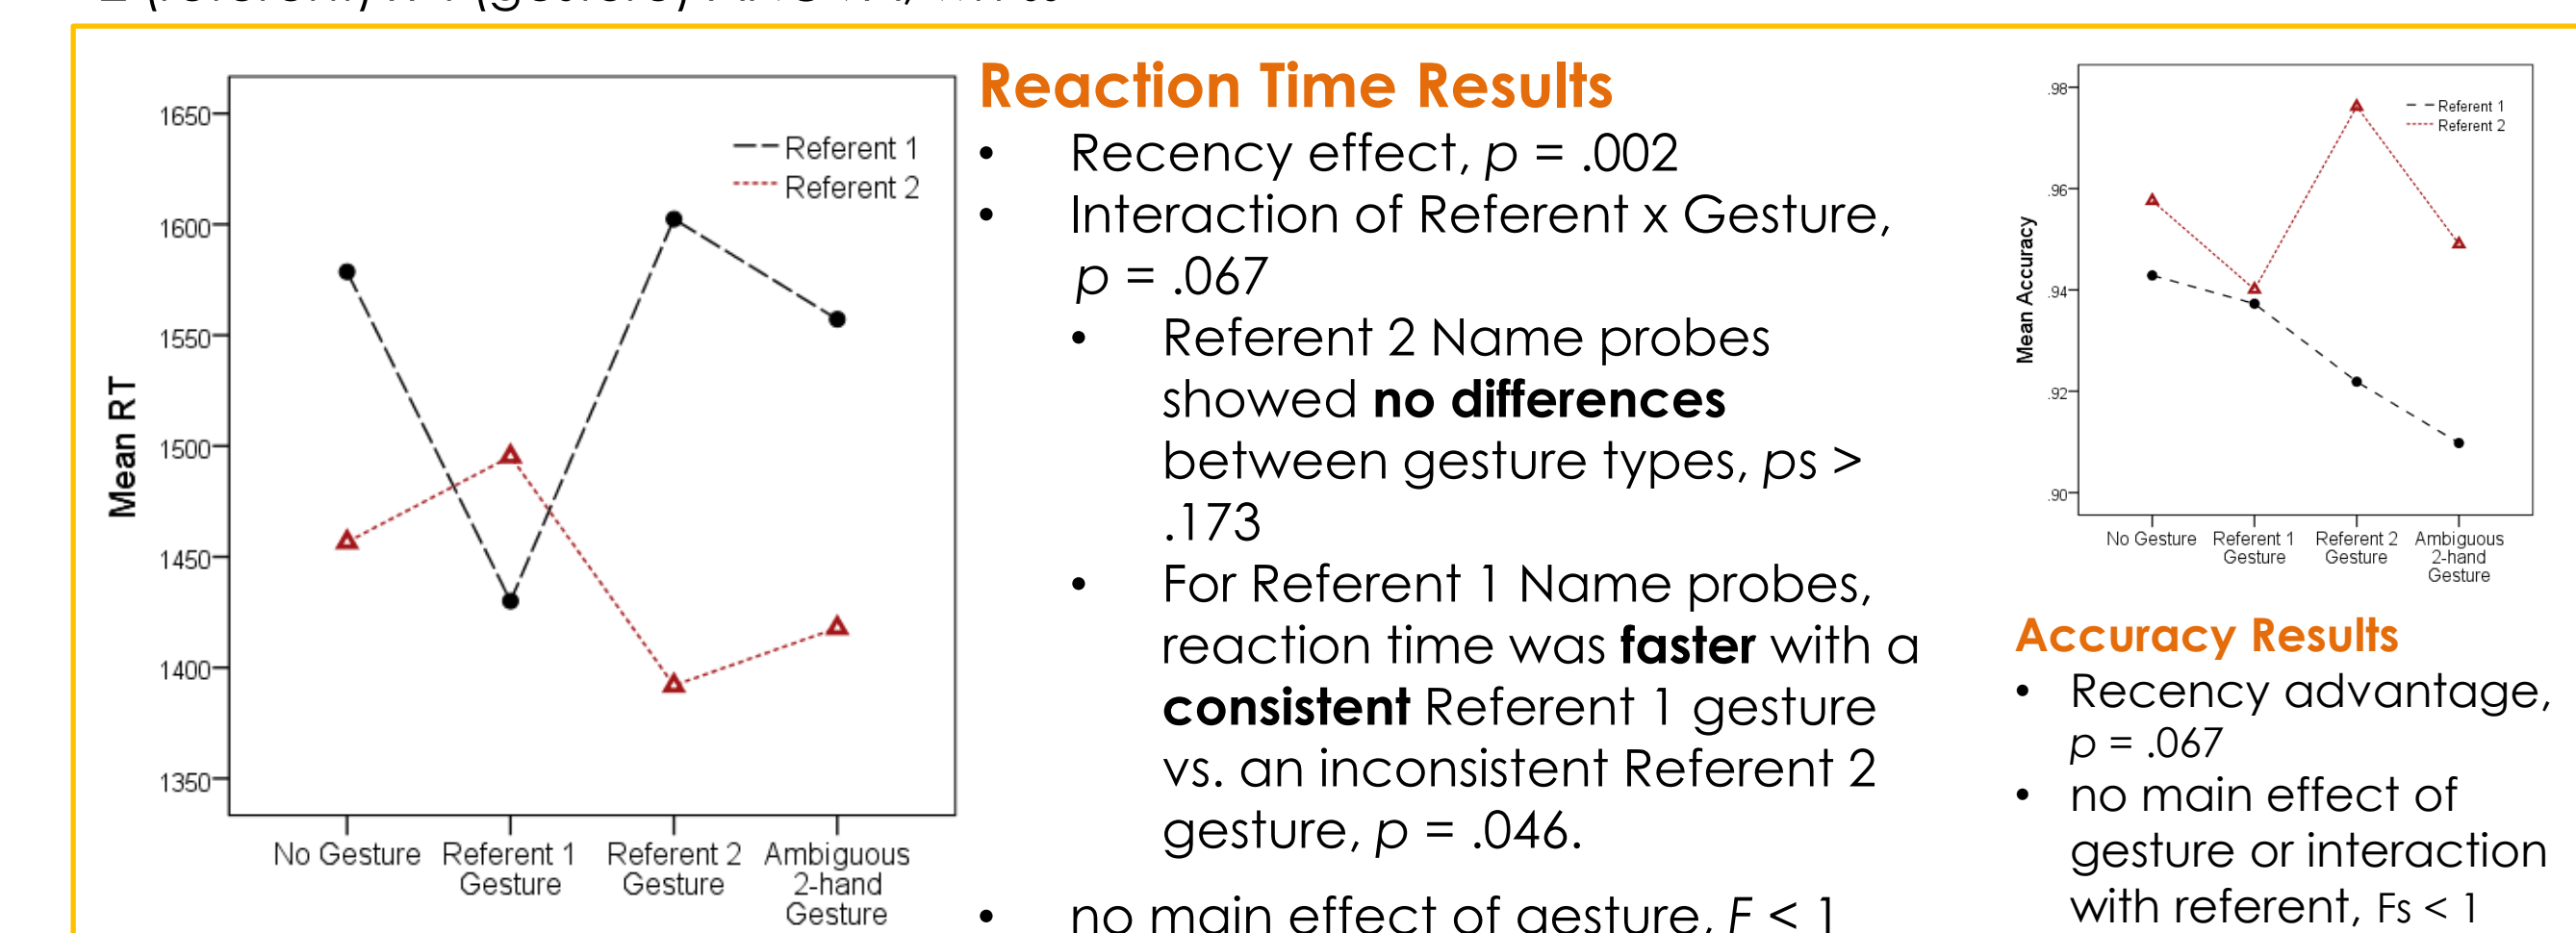 1650
1600
1550
1500
1450
1400
1350
Mean RT
Referent 1
Referent 2
No Gesture
Referent 1
Gesture
Referent 2
Gesture
Ambiguous
2-hand
Gesture
Reaction Time Results
• Recency effect, p = .002
• Interaction of Referent x Gesture,
p = .067
• Referent 2 Name probes
showed no differences
between gesture types, ps >
.173
• For Referent 1 Name probes,
reaction time was faster with a
consistent Referent 1 gesture
vs. an inconsistent Referent 2
gesture, p = .046.
• no main effect of gesture, F < 1
.98
.96
.94
.92
.90
Mean Accuracy
Referent 1
Referent 2
No Gesture
Referent 1
Gesture
Referent 2
Gesture
Ambiguous
2-hand
Gesture
Accuracy Results
• Recency advantage,
p = .067
• no main effect of
gesture or interaction
with referent, Fs < 1